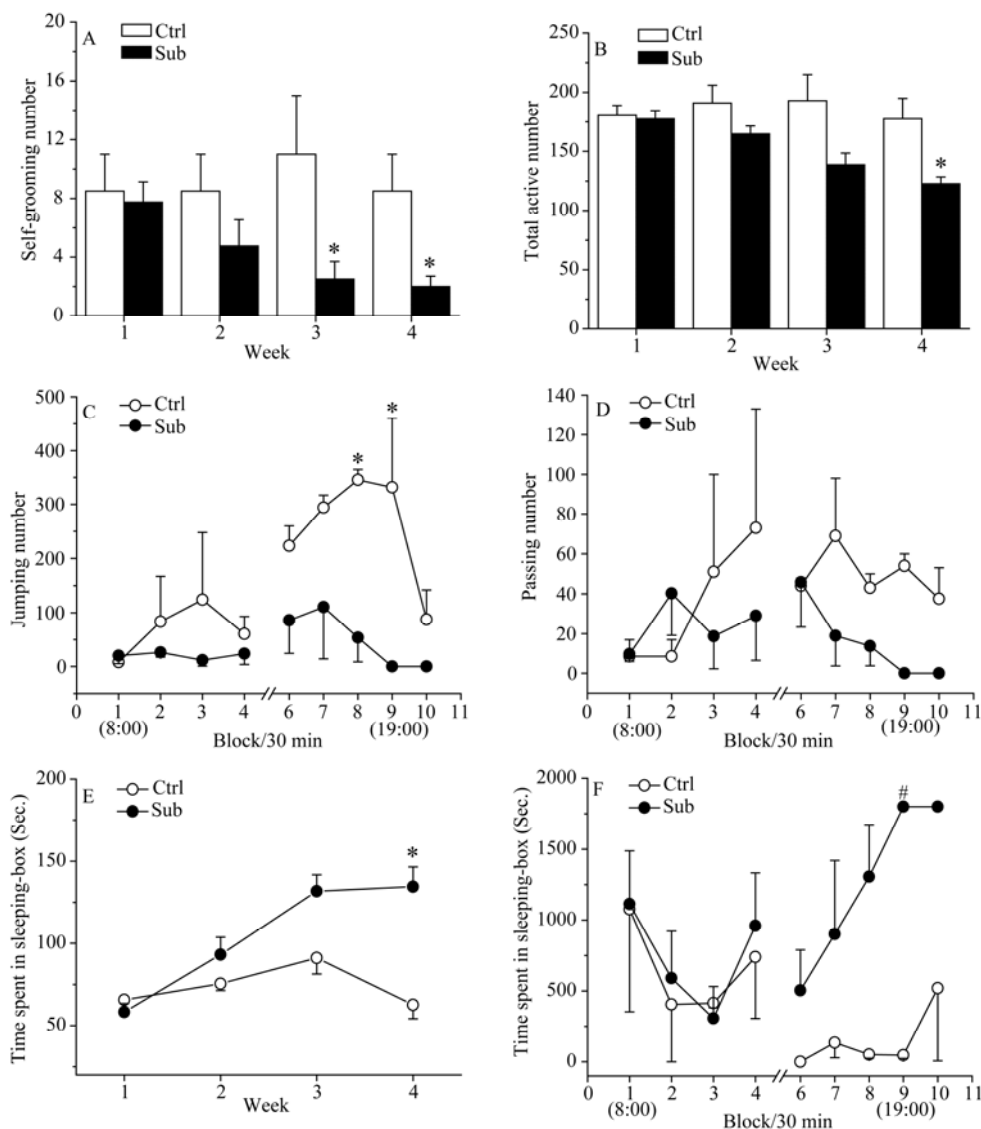 A
Ctrl
Sub
Self-grooming number
20
16
12
8
4
0
*
*
1 2 3 4
Week
B
Ctrl
Sub
Total active number
250
200
150
100
50
0
*
1 2 3 4
Week
C
Ctrl
Sub
Jumping number
500
400
300
200
100
0
*
*
0 1 2 3 4 6 7 8 9 10 11
(8:00) (19:00)
Block/30 min
D
Ctrl
Sub
Passing number
140
120
100
80
60
40
20
0
0 1 2 3 4 6 7 8 9 10 11
(8:00) (19:00)
Block/30 min
E
Ctrl
Sub
Time spent in sleeping-box (Sec.)
200
150
100
50
*
1 2 3 4
Week
F
Ctrl
Sub
Time spent in sleeping-box (Sec.)
2000
1500
1000
500
0
#
0 1 2 3 4 6 7 8 9 10 11
(8:00) (19:00)
Block/30 min